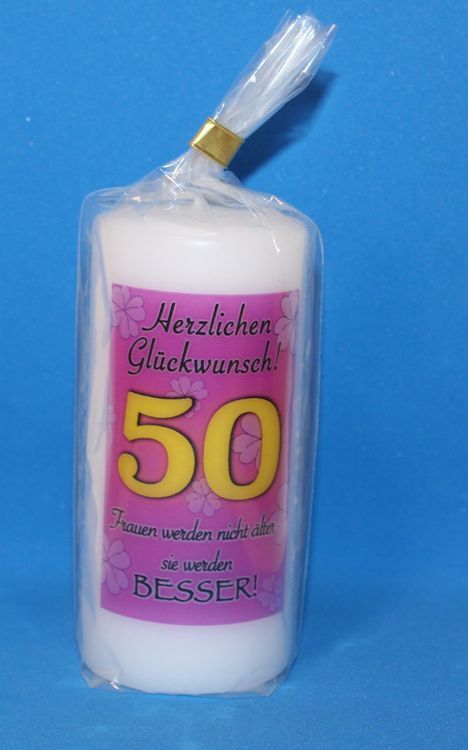 Herzlichen
Glückwunsch!
50
Frauen werden nicht älter
sie werden
BESSER!